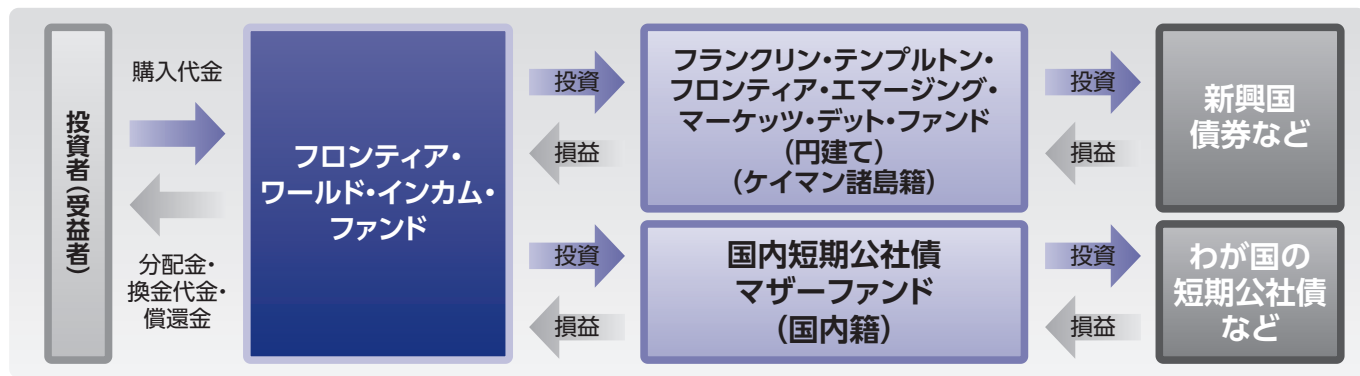 投資者(受益者)
購入代金
分配金・
換金代金・
償還金
フロンティア・
ワールド・インカム・
ファンド
投資
損益
フランクリン・テンプルトン・
フロンティア・エマージング・
マーケッツ・デット・ファンド
(円建て)
(ケイマン諸島籍)
投資
損益
新興国
債券など
投資
損益
国内短期公社債
マザーファンド
(国内籍)
投資
損益
わが国の
短期公社債
など